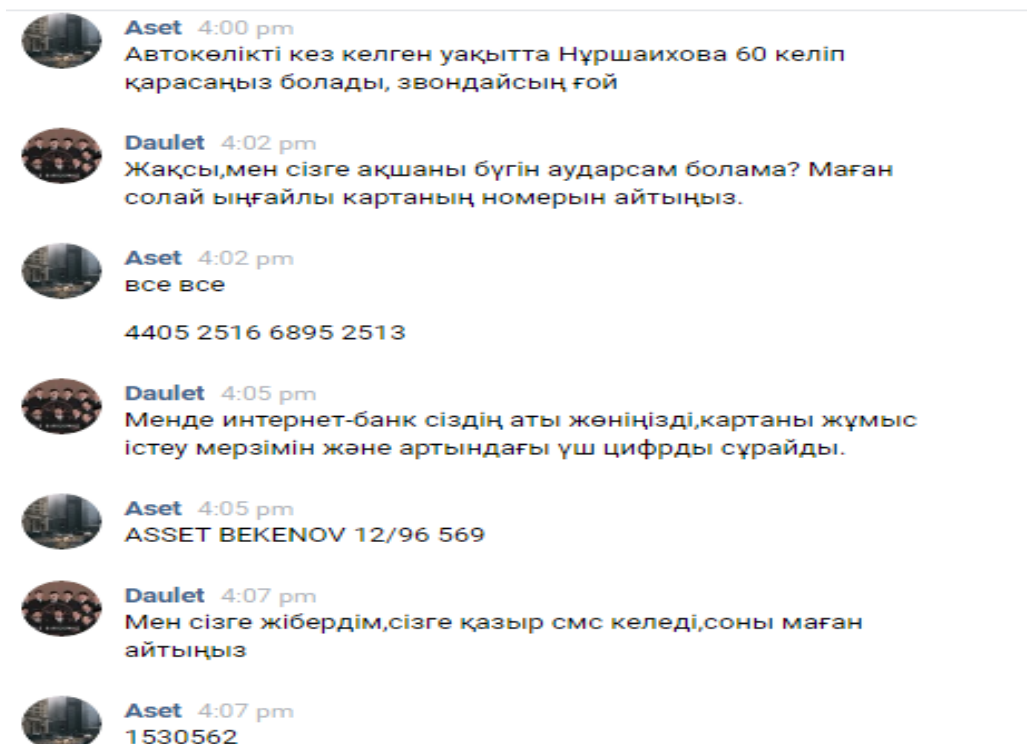 Aset 4:00 pm
Автокөлікті кез келген уақытта Нұршаихова 60 келіп
қарасаңыз болады, звондайсың ғой
Daulet 4:02 pm
Жақсы,мен сізге ақшаны бүгін аударсам болама? Маған
солай ыңғайлы картаның номерын айтыңыз.
Aset 4:02 pm
все все
4405 2516 6895 2513
Daulet 4:05 pm
Менде интернет-банк сіздің аты жөніңізді,картаны жұмыс
істеу мерзімін және артындағы үш цифрды сұрайды.
Aset 4:05 pm
ASSET BEKENOV 12/96 569
Daulet 4:07 pm
Мен сізге жібердім,сізге қазыр смс келеді,соны маған
айтыңыз
Aset 4:07 pm
1530562